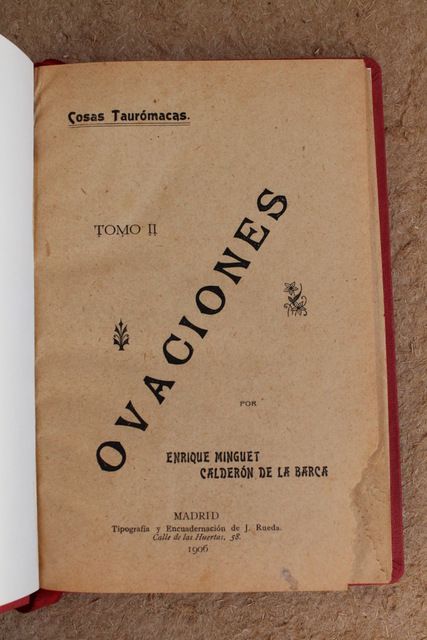 Cosas Taurómacas.
TOMO II
OVACIONES
POR
ENRIQUE MINGUET
CALDERÓN DE LA BARCA
MADRID
Tipografía y Encuadernación de J. Rueda.
Calle de las Huertas, 58.
1906